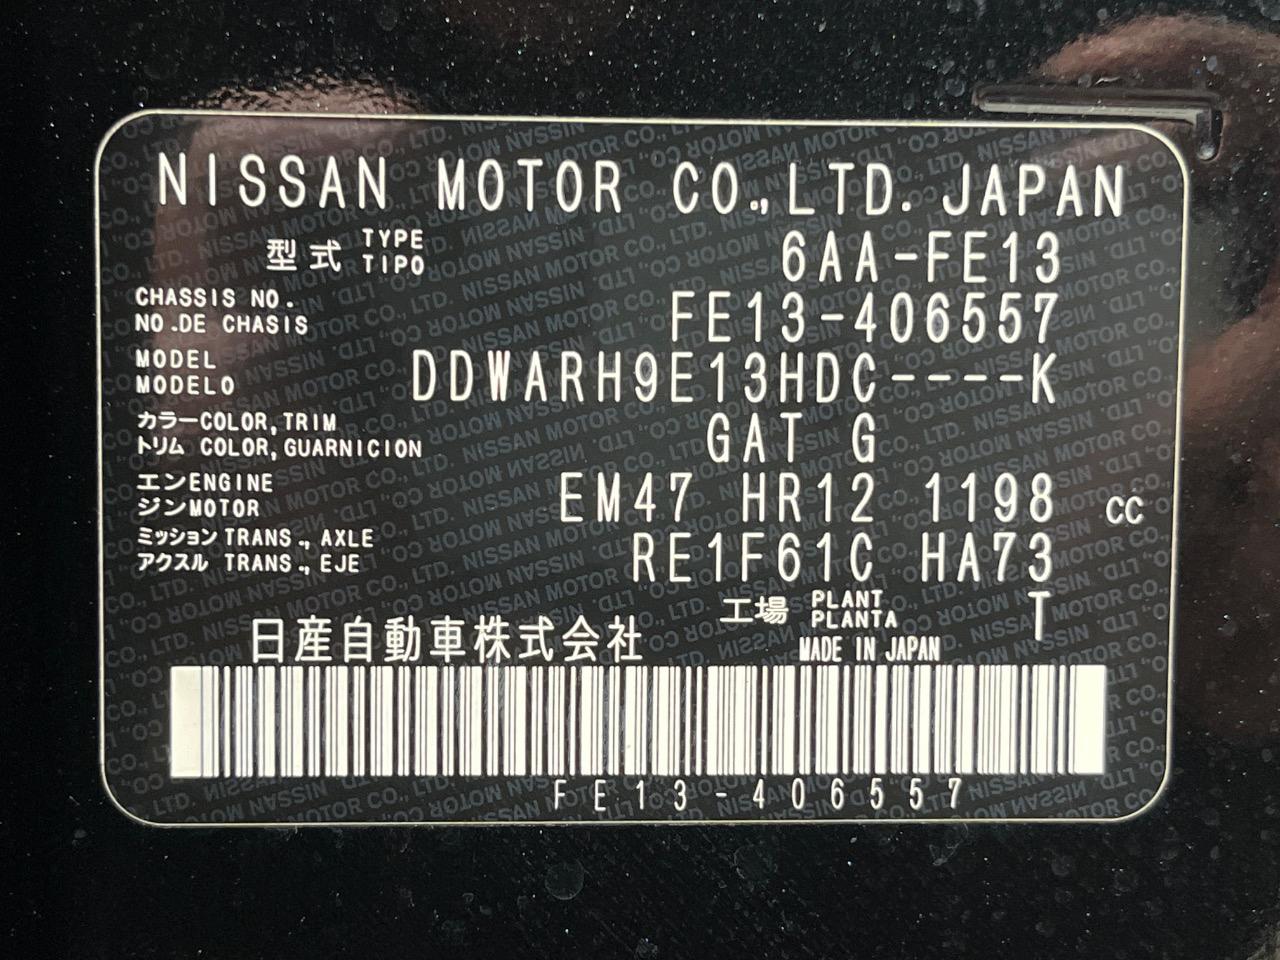 NISSAN MOTOR CO.,LTD. JAPAN
型式 TYPE TIPO 6AA-FE13
CHASSIS NO. FE13-406557
NO.DE CHASIS
MODEL DDWARH9E13HDC----K
MODELO
カラーCOLOR,TRIM GAT G
トリム COLOR,GUARNICION
エンENGINE EM47 HR12 1198 cc
ジンMOTOR
ミッション TRANS., AXLE RE1F61C HA73
アクスル TRANS., EJE
工場 PLANT PLANTA T
日産自動車株式会社 MADE IN JAPAN
FE13-406557